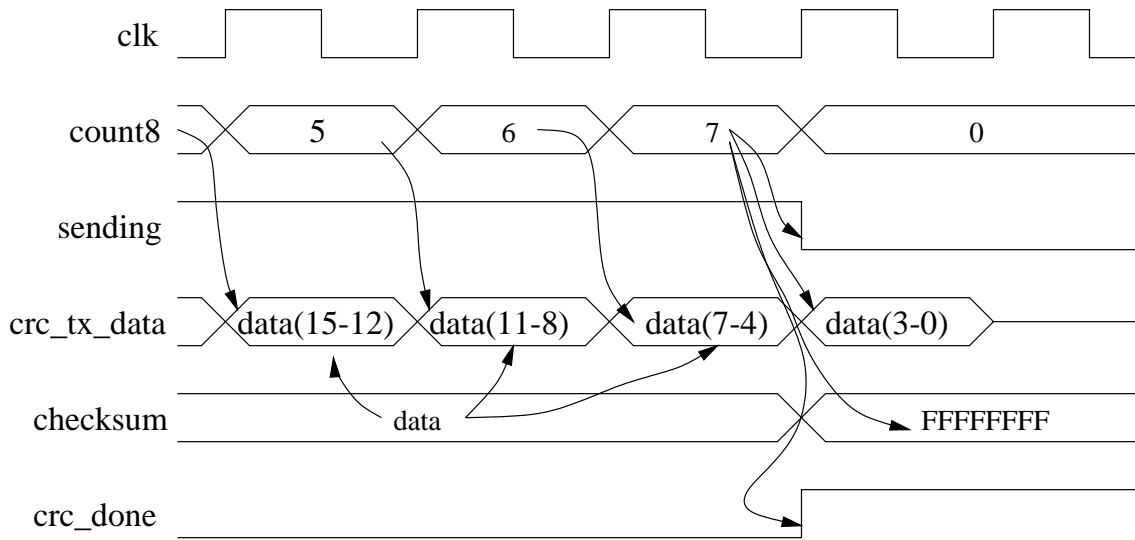 clk
count8 5 6 7 0
sending
crc_tx_data data(15-12) data(11-8) data(7-4) data(3-0)
checksum data FFFFFFFF
crc_done